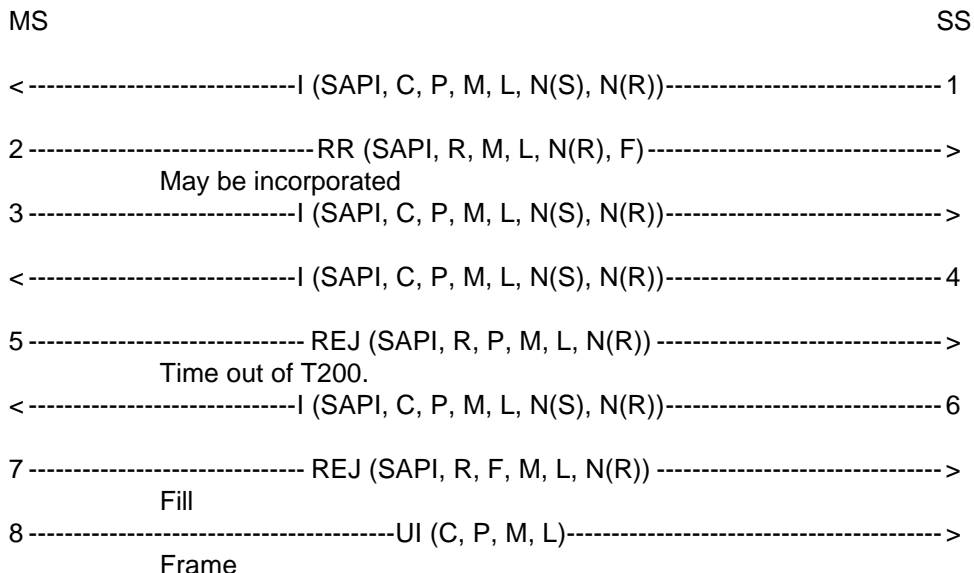 MS SS
< ------------------------------I (SAPI, C, P, M, L, N(S), N(R))------------------------------- 1
2 --------------------------------RR (SAPI, R, M, L, N(R), F)--------------------------------- >
May be incorporated
3 ------------------------------I (SAPI, C, P, M, L, N(S), N(R))------------------------------- >
< ------------------------------I (SAPI, C, P, M, L, N(S), N(R))------------------------------- 4
5 ------------------------------- REJ (SAPI, R, P, M, L, N(R)) -------------------------------- >
Time out of T200.
< ------------------------------I (SAPI, C, P, M, L, N(S), N(R))------------------------------- 6
7 ------------------------------- REJ (SAPI, R, F, M, L, N(R)) -------------------------------- >
Fill
8 -----------------------------------------UI (C, P, M, L)------------------------------------------ >
Frame